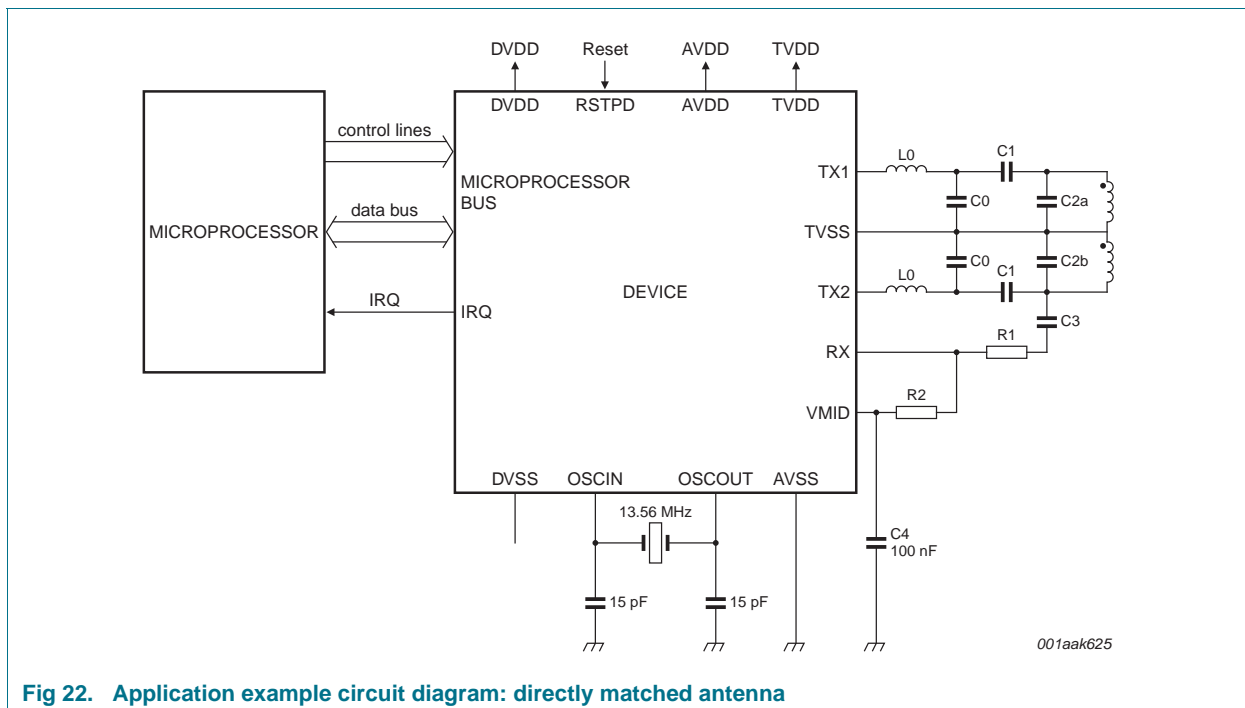 DVDD Reset AVDD TVDD
DVDD RSTPD AVDD TVDD
control lines
L0 C1
TX1
MICROPROCESSOR
BUS
C0 C2a
data bus
MICROPROCESSOR
TVSS
C0 C2b
DEVICE
L0 C1
TX2
IRQ
IRQ
C3
R1
RX
R2
VMID
DVSS OSCIN OSCOUT AVSS
13.56 MHz
C4
100 nF
15 pF 15 pF
001aak625
Fig 22. Application example circuit diagram: directly matched antenna